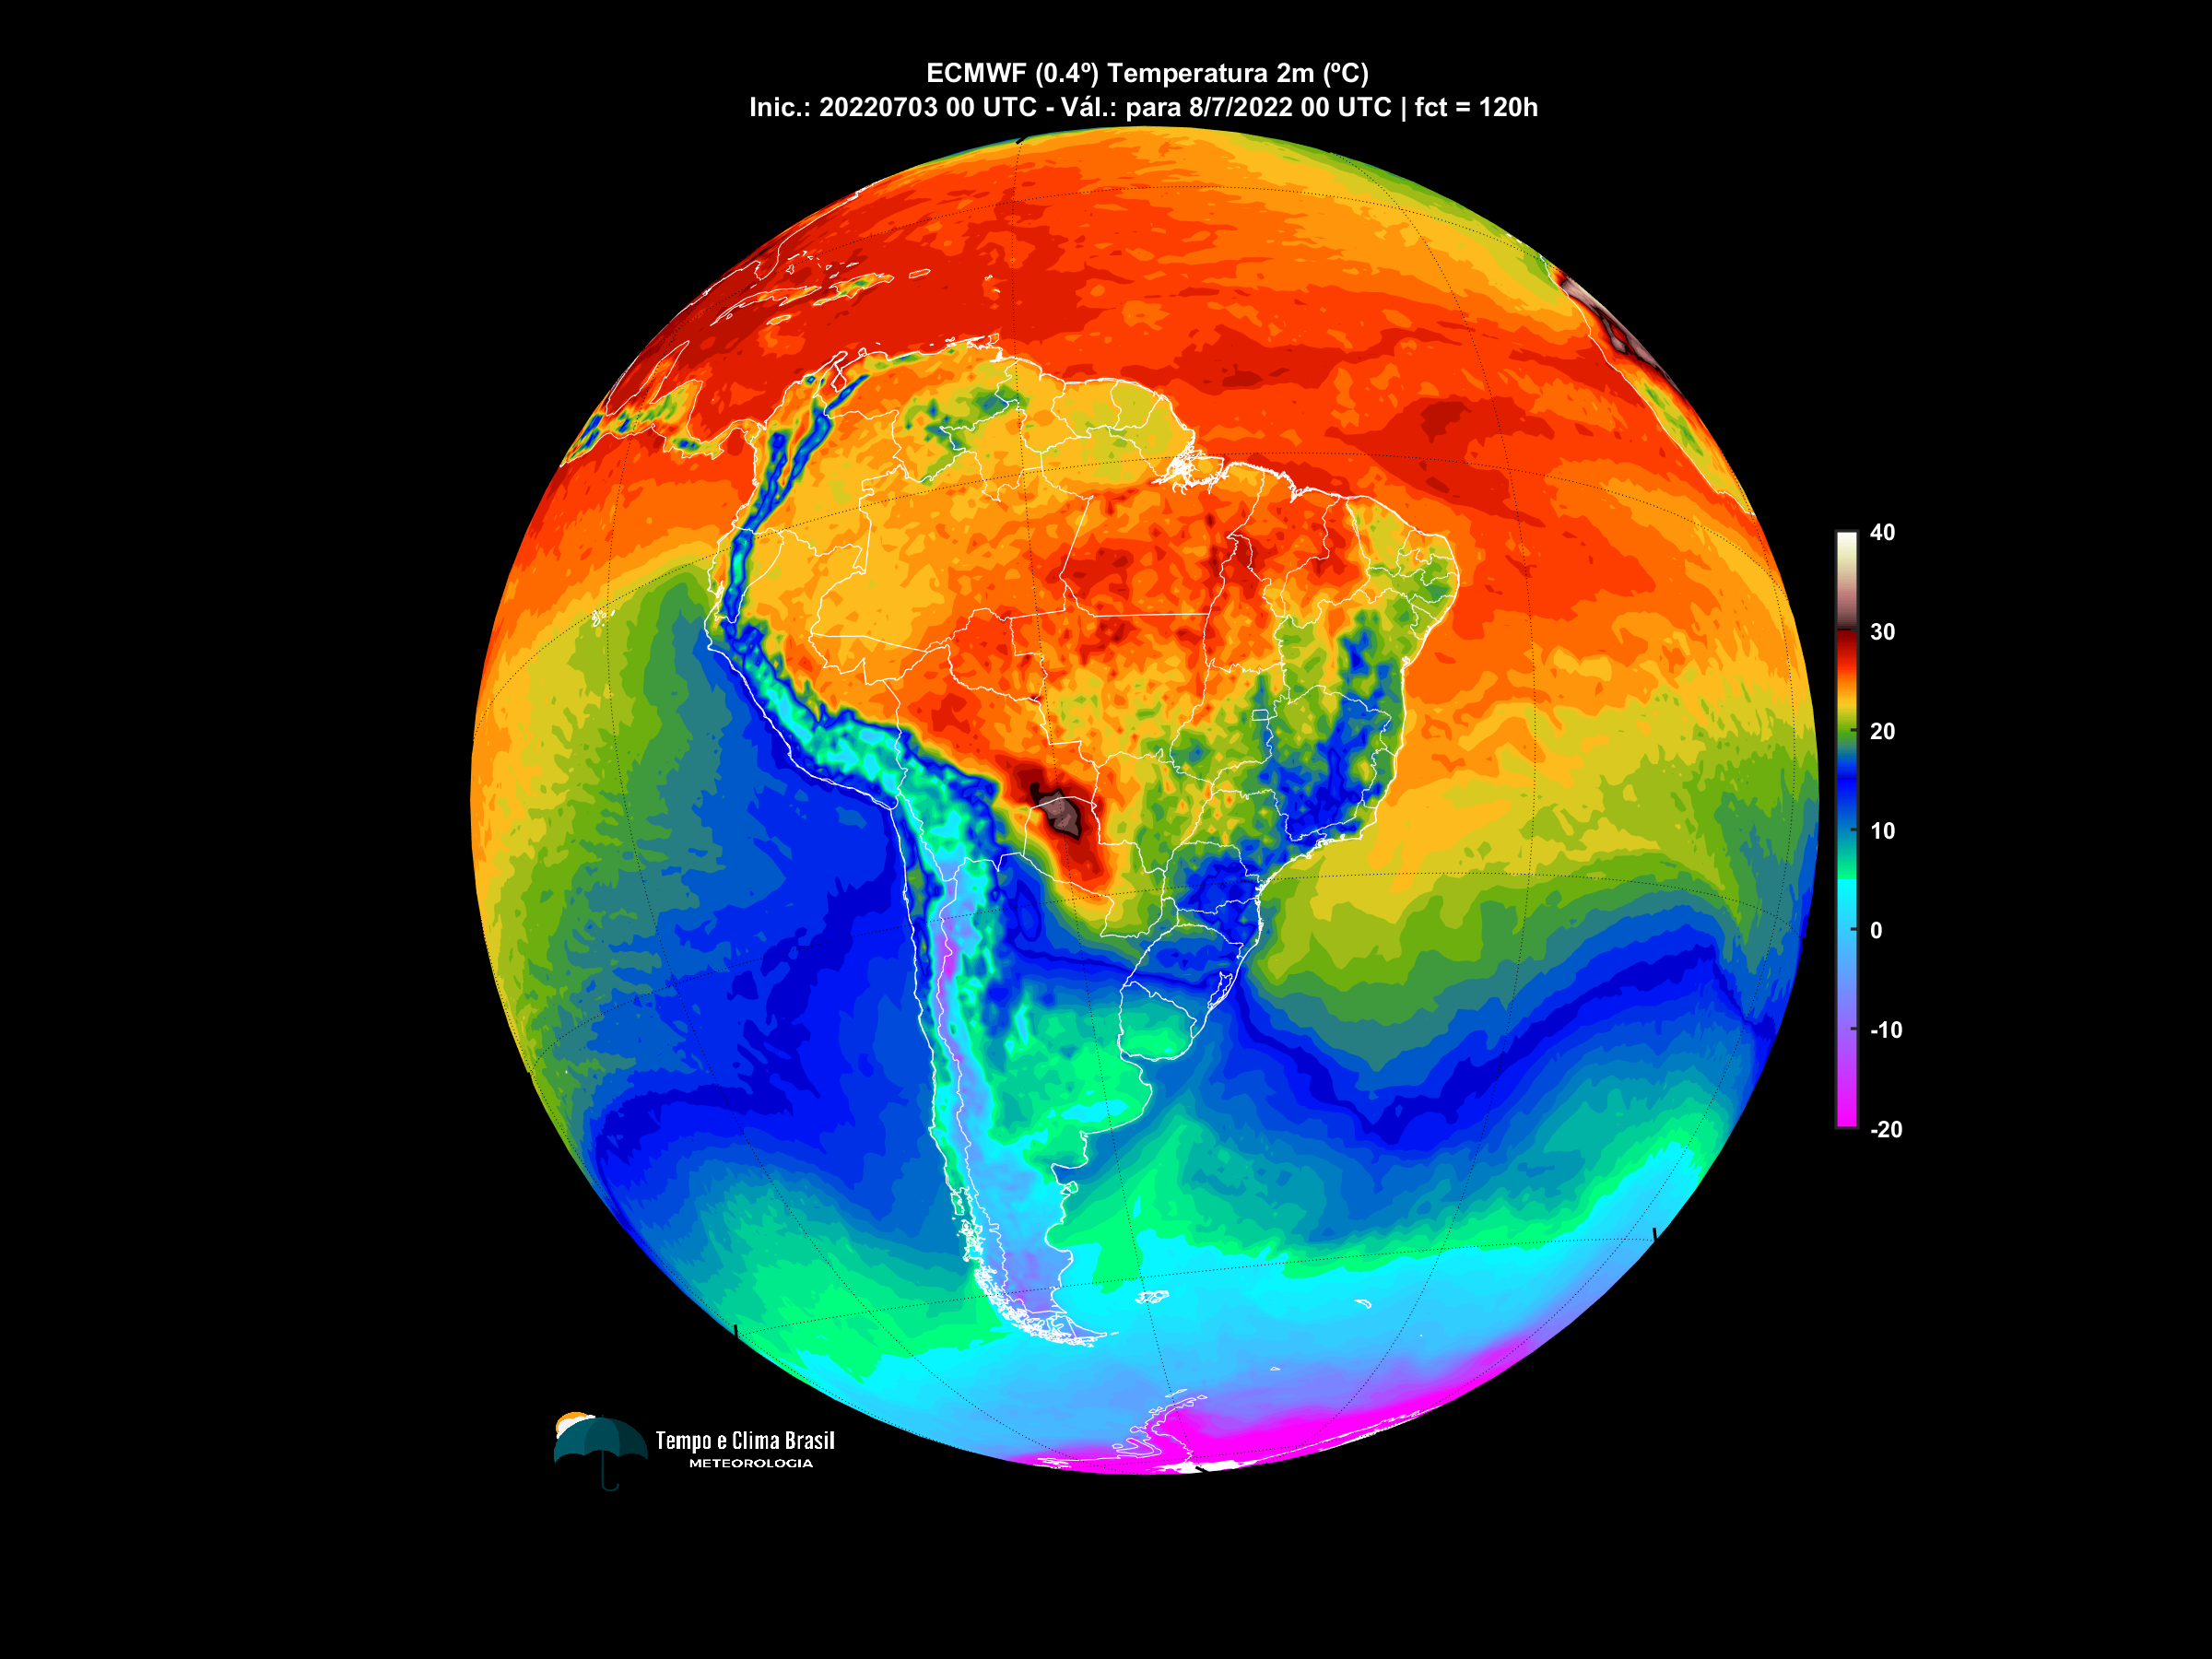 ECMWF (0.4º) Temperatura 2m (ºC)
Inic.: 20220703 00 UTC - Vál.: para 8/7/2022 00 UTC | fct = 120h
40
30
20
10
0
-10
-20
Tempo e Clima Brasil
METEOROLOGIA